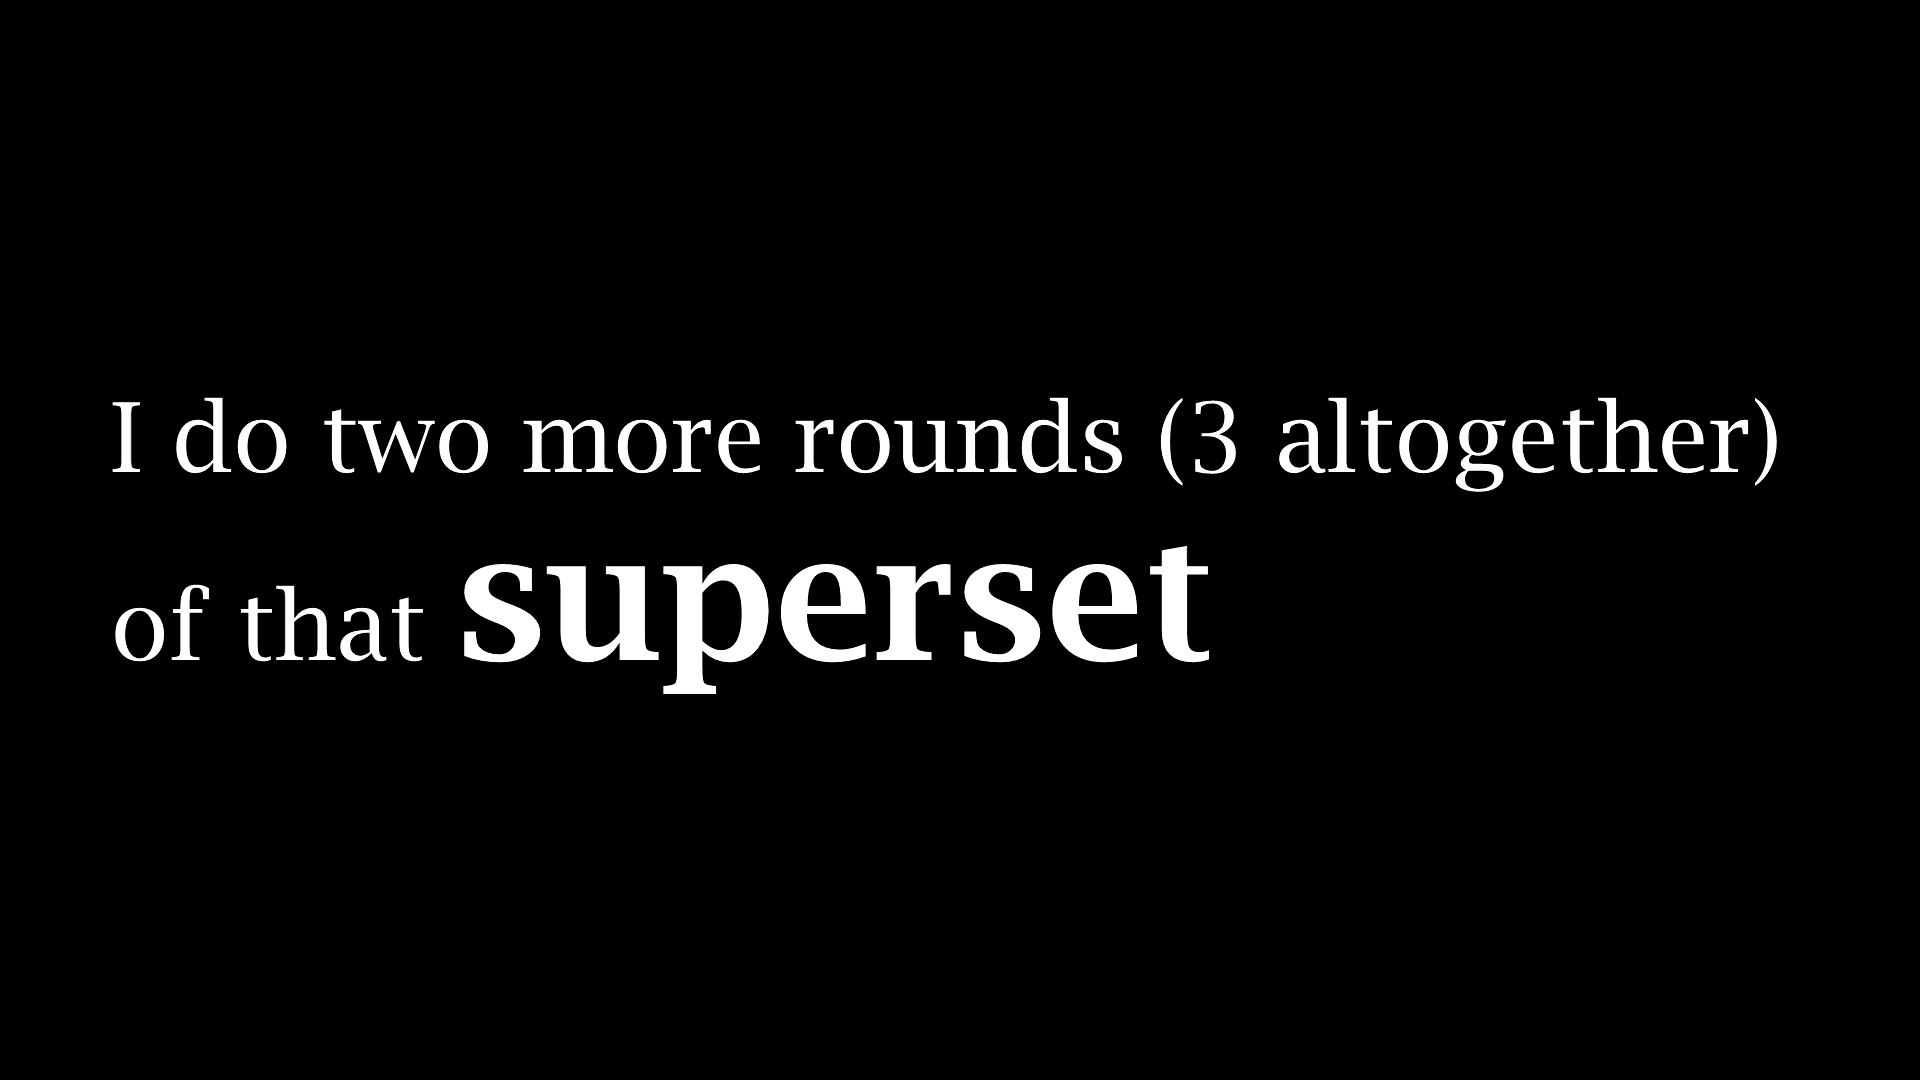 I do two more rounds (3 altogether)
of that superset